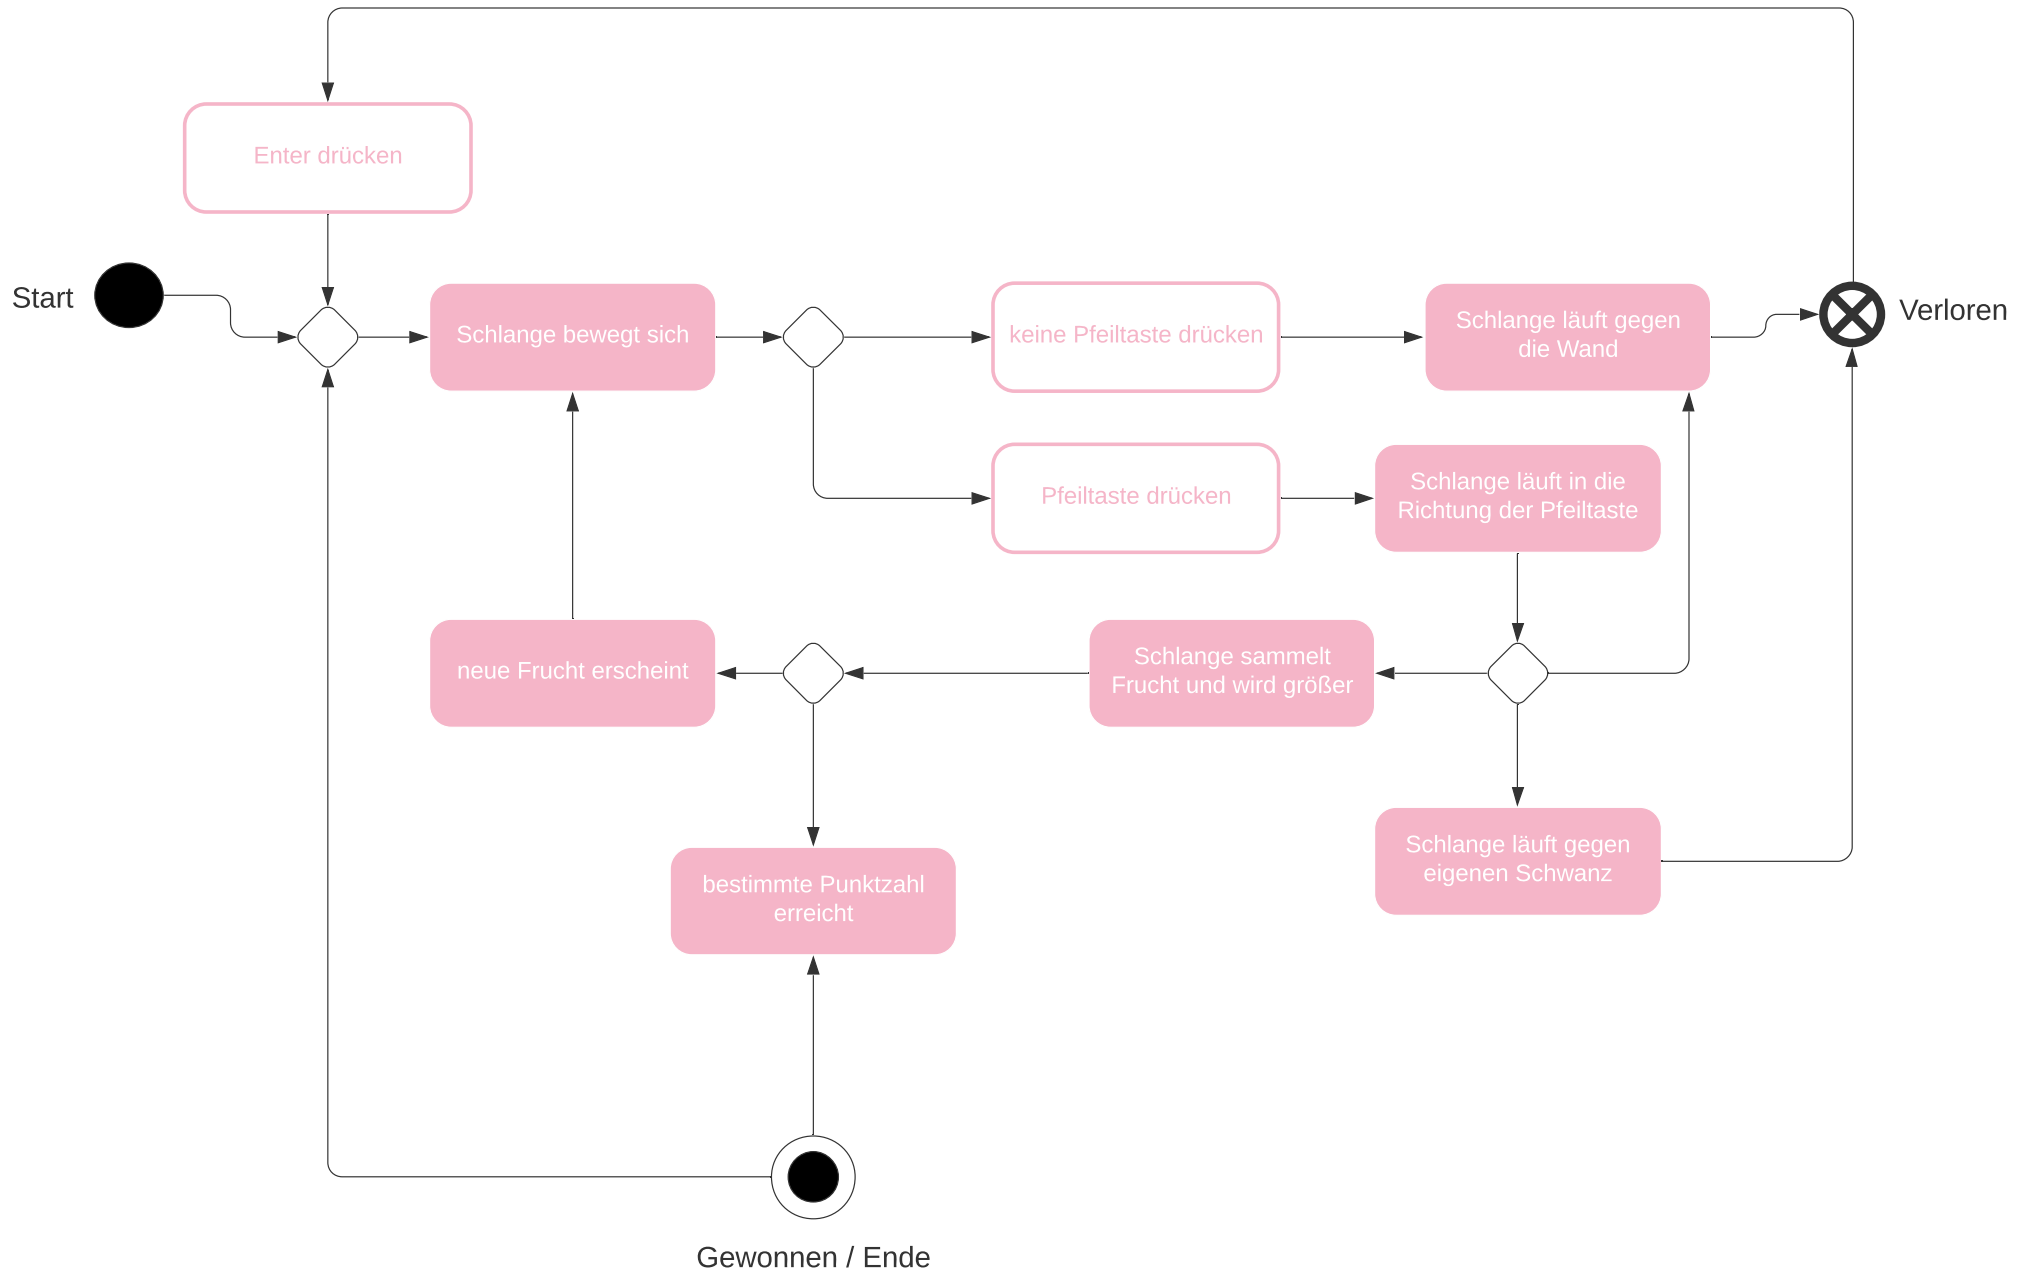 Enter drücken
Start
Schlange bewegt sich
keine Pfeiltaste drücken
Schlange läuft gegen
die Wand
Verloren
Pfeiltaste drücken
Schlange läuft in die
Richtung der Pfeiltaste
neue Frucht erscheint
Schlange sammelt
Frucht und wird größer
bestimmte Punktzahl
erreicht
Schlange läuft gegen
eigenen Schwanz
Gewonnen / Ende